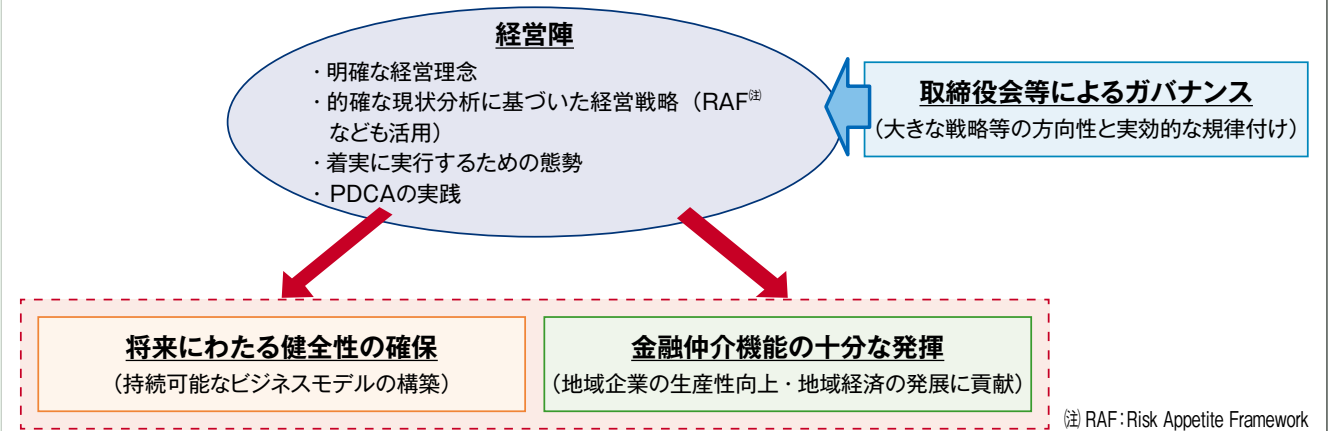 経営陣
・明確な経営理念
・的確な現状分析に基づいた経営戦略（RAF㊟
なども活用）
・着実に実行するための態勢
・PDCAの実践
取締役会等によるガバナンス
（大きな戦略等の方向性と実効的な規律付け）
将来にわたる健全性の確保
（持続可能なビジネスモデルの構築）
金融仲介機能の十分な発揮
（地域企業の生産性向上・地域経済の発展に貢献）
㊟ RAF：Risk Appetite Framework